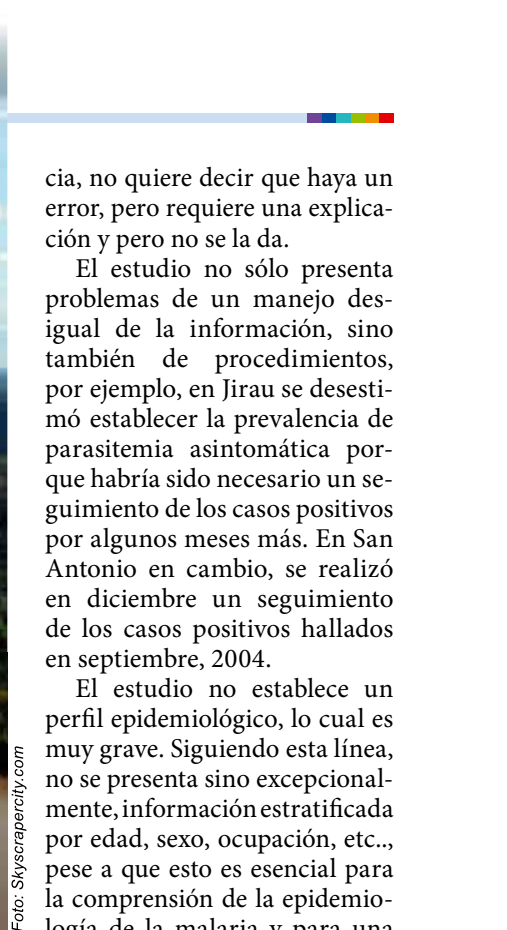 cia, no quiere decir que haya un
error, pero requiere una explica-
ción y pero no se la da.
El estudio no sólo presenta
problemas de un manejo des-
igual de la información, sino
también de procedimientos,
por ejemplo, en Jirau se desesti-
mó establecer la prevalencia de
parasitemia asintomática por-
que habría sido necesario un se-
guimiento de los casos positivos
por algunos meses más. En San
Antonio en cambio, se realizó
en diciembre un seguimiento
de los casos positivos hallados
en septiembre, 2004.
El estudio no establece un
perfil epidemiológico, lo cual es
muy grave. Siguiendo esta línea,
no se presenta sino excepcional-
mente, información estratificada
por edad, sexo, ocupación, etc..,
pese a que esto es esencial para
la comprensión de la epidemio-
logía de la malaria y para una
Foto: Skyscrapercity.com